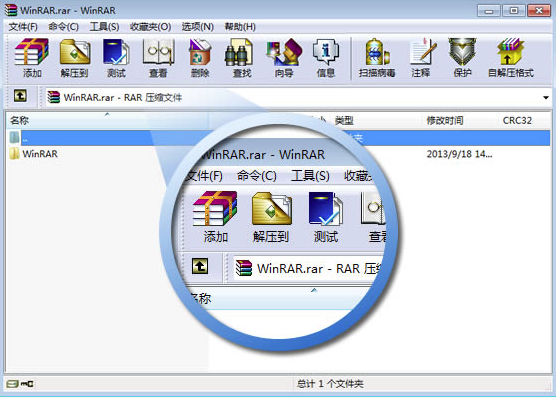 WinRAR.rar - WinRAR
文件(F) 命令(C) 工具(S) 收藏夹(O) 选项(N) 帮助(H)
添加 解压到 测试 查看 删除 查找 向导 信息 扫描病毒 注释 保护 自解压格式
WinRAR.rar - RAR 压缩文件
名称 类型 修改时间 CRC32
..
WinRAR 2013/9/18 14...
WinRAR.rar - WinRAR
文件(F) 命令(C) 工具(S) 收藏
添加 解压到 测试 查看
WinRAR.rar - RAR 压缩
名称
总计 1 个文件夹